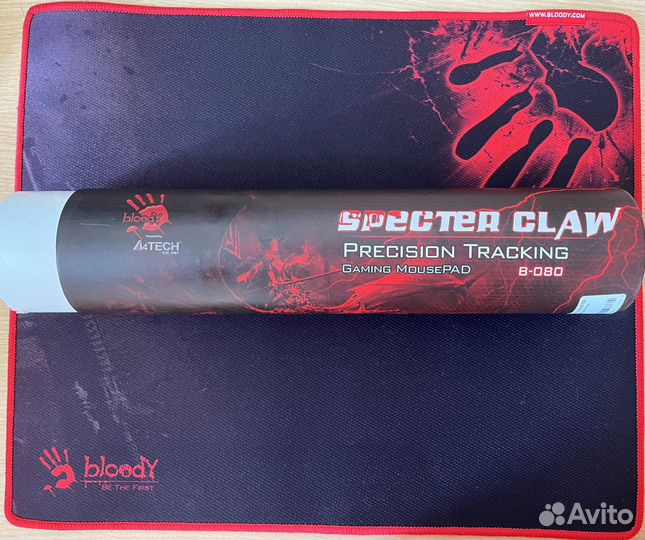 WWW.BLOODY.COM
bloodY
Powered by
A4TECH
EST. 1987
SPECTER CLAW
PRECISION TRACKING
GAMING MOUSEPAD
B-080
bloodY
BE THE FIRST
Avito